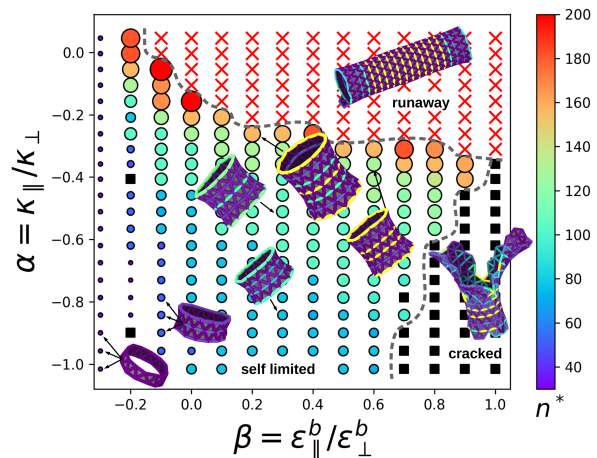 0.0
−0.2
−0.4
−0.6
−0.8
−1.0
α = κ∥/κ⊥
runaway
self limited
cracked
−0.2 0.0 0.2 0.4 0.6 0.8 1.0
β = ε∥ᵇ/ε⊥ᵇ
200
180
160
140
120
100
80
60
40
n*